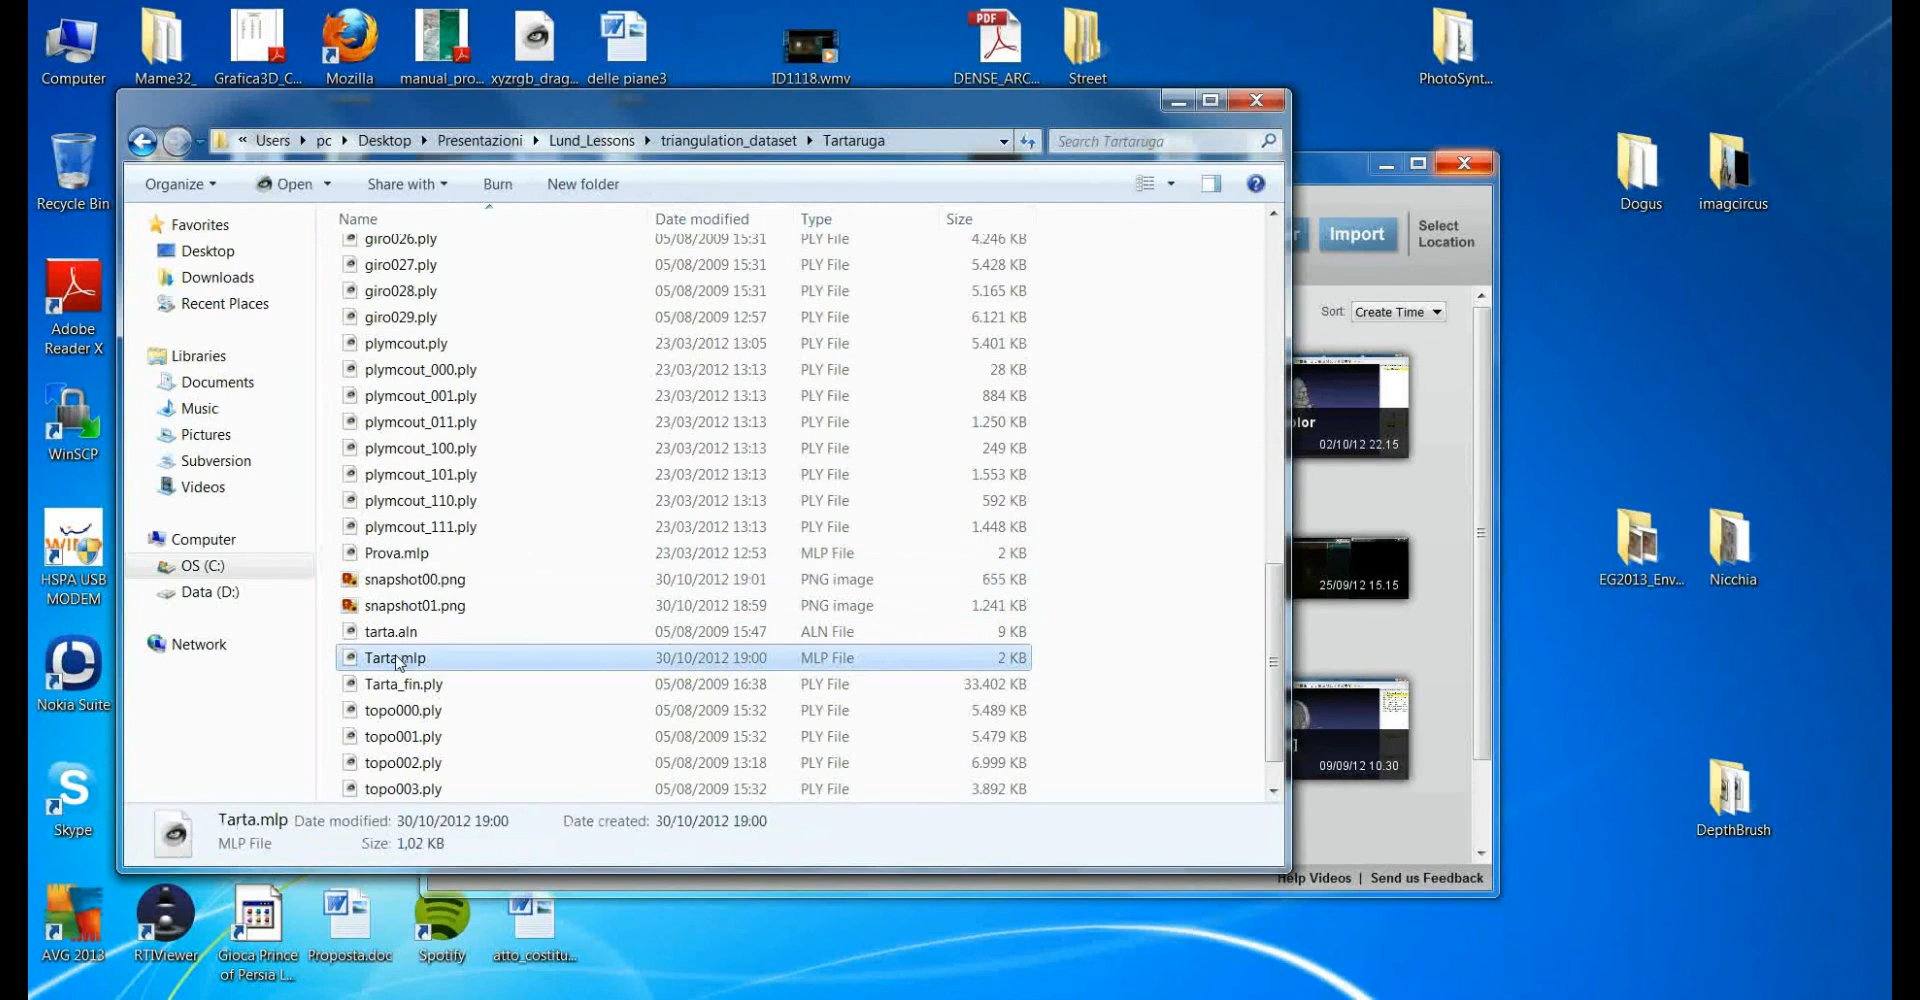 Computer
Mame32_
Grafica3D_C...
Mozilla
manual_pro...
xyzrgb_drag...
delle piane3
ID1118.wmv
DENSE_ARC...
Street
PhotoSynt...
Recycle Bin
Adobe
Reader X
WinSCP
HSPA USB
MODEM
Nokia Suite
Skype
AVG 2013
RTIViewer
Gioca Prince
of Persia L...
Proposta.doc
Spotify
atto_costitu...
Dogus
imagcircus
EG2013_Env...
Nicchia
DepthBrush
« Users
pc
Desktop
Presentazioni
Lund_Lessons
triangulation_dataset
Tartaruga
Search Tartaruga
Organize
Open
Share with
Burn
New folder
Favorites
Desktop
Downloads
Recent Places
Libraries
Documents
Music
Pictures
Subversion
Videos
Computer
OS (C:)
Data (D:)
Network
Name Date modified Type Size
giro026.ply 05/08/2009 15:31 PLY File 4.246 KB
giro027.ply 05/08/2009 15:31 PLY File 5.428 KB
giro028.ply 05/08/2009 15:31 PLY File 5.165 KB
giro029.ply 05/08/2009 12:57 PLY File 6.121 KB
plymcout.ply 23/03/2012 13:05 PLY File 5.401 KB
plymcout_000.ply 23/03/2012 13:13 PLY File 28 KB
plymcout_001.ply 23/03/2012 13:13 PLY File 884 KB
plymcout_011.ply 23/03/2012 13:13 PLY File 1.250 KB
plymcout_100.ply 23/03/2012 13:13 PLY File 249 KB
plymcout_101.ply 23/03/2012 13:13 PLY File 1.553 KB
plymcout_110.ply 23/03/2012 13:13 PLY File 592 KB
plymcout_111.ply 23/03/2012 13:13 PLY File 1.448 KB
Prova.mlp 23/03/2012 12:53 MLP File 2 KB
snapshot00.png 30/10/2012 19:01 PNG image 655 KB
snapshot01.png 30/10/2012 18:59 PNG image 1.241 KB
tarta.aln 05/08/2009 15:47 ALN File 9 KB
Tarta.mlp 30/10/2012 19:00 MLP File 2 KB
Tarta_fin.ply 05/08/2009 16:38 PLY File 33.402 KB
topo000.ply 05/08/2009 15:32 PLY File 5.489 KB
topo001.ply 05/08/2009 15:32 PLY File 5.479 KB
topo002.ply 05/08/2009 13:18 PLY File 6.999 KB
topo003.ply 05/08/2009 15:32 PLY File 3.892 KB
Tarta.mlp Date modified: 30/10/2012 19:00 Date created: 30/10/2012 19:00
MLP File Size: 1,02 KB
Import
Select
Location
Sort: Create Time
lor
02/10/12 22.15
25/09/12 15.15
]
09/09/12 10.30
Help Videos | Send us Feedback